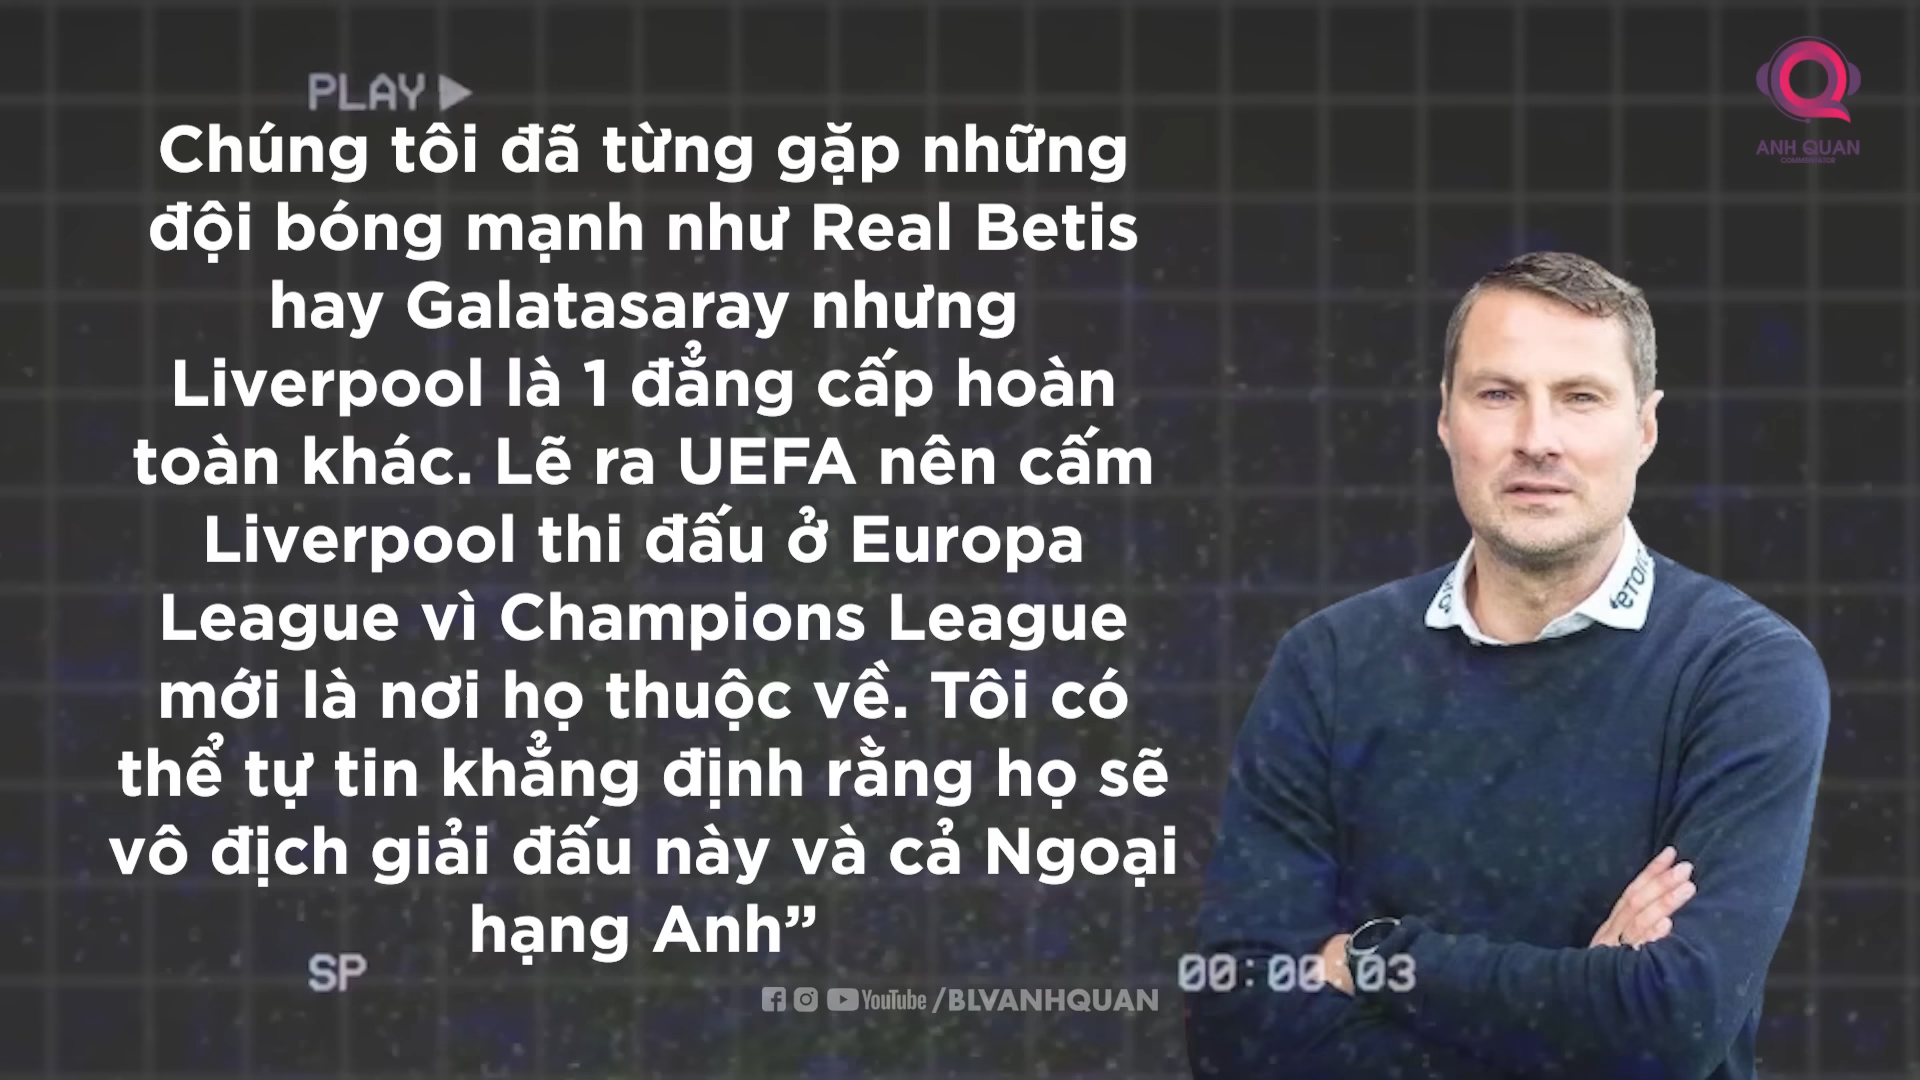 PLAY
ANH QUAN
COMMENTATOR
Chúng tôi đã từng gặp những
đội bóng mạnh như Real Betis
hay Galatasaray nhưng
Liverpool là 1 đẳng cấp hoàn
toàn khác. Lẽ ra UEFA nên cấm
Liverpool thi đấu ở Europa
League vì Champions League
mới là nơi họ thuộc về. Tôi có
thể tự tin khẳng định rằng họ sẽ
vô địch giải đấu này và cả Ngoại
hạng Anh”
eTORO
SP
00:00:03
YouTube /BLVANHQUAN